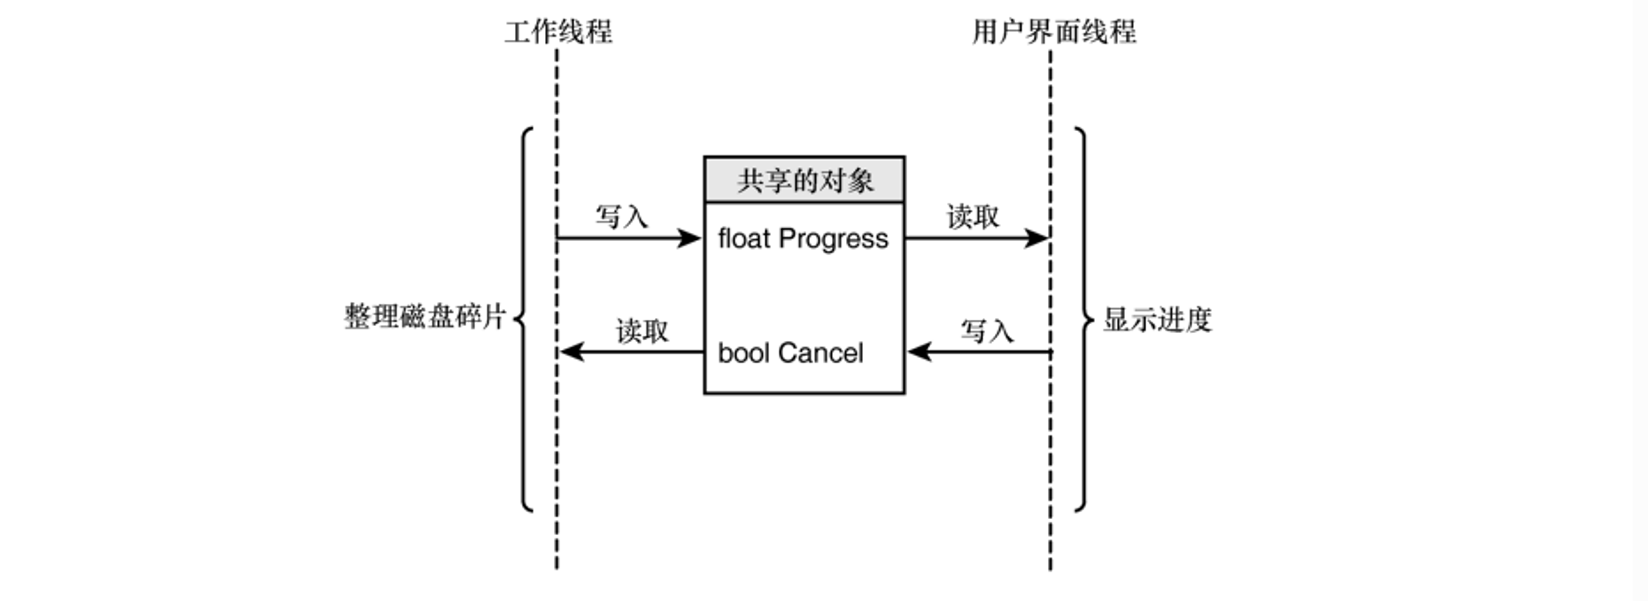 工作线程
用户界面线程
共享的对象
写入
读取
float Progress
整理磁盘碎片
显示进度
读取
写入
bool Cancel